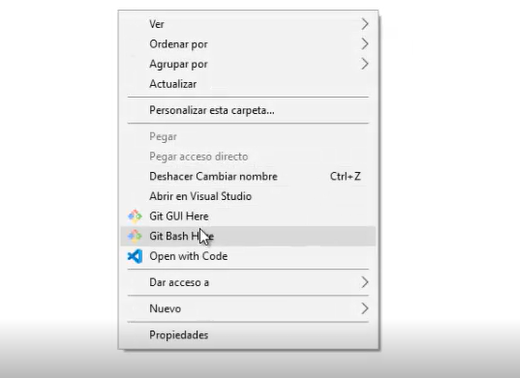 Ver
Ordenar por
Agrupar por
Actualizar
Personalizar esta carpeta...
Pegar
Pegar acceso directo
Deshacer Cambiar nombre Ctrl+Z
Abrir en Visual Studio
Git GUI Here
Git Bash Here
Open with Code
Dar acceso a
Nuevo
Propiedades